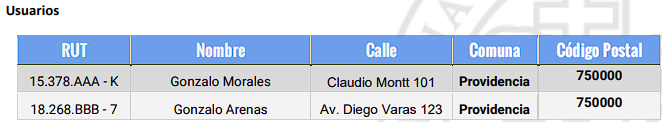 Usuarios
RUT Nombre Calle Comuna Código Postal
15.378.AAA - K Gonzalo Morales Claudio Montt 101 Providencia 750000
18.268.BBB - 7 Gonzalo Arenas Av. Diego Varas 123 Providencia 750000